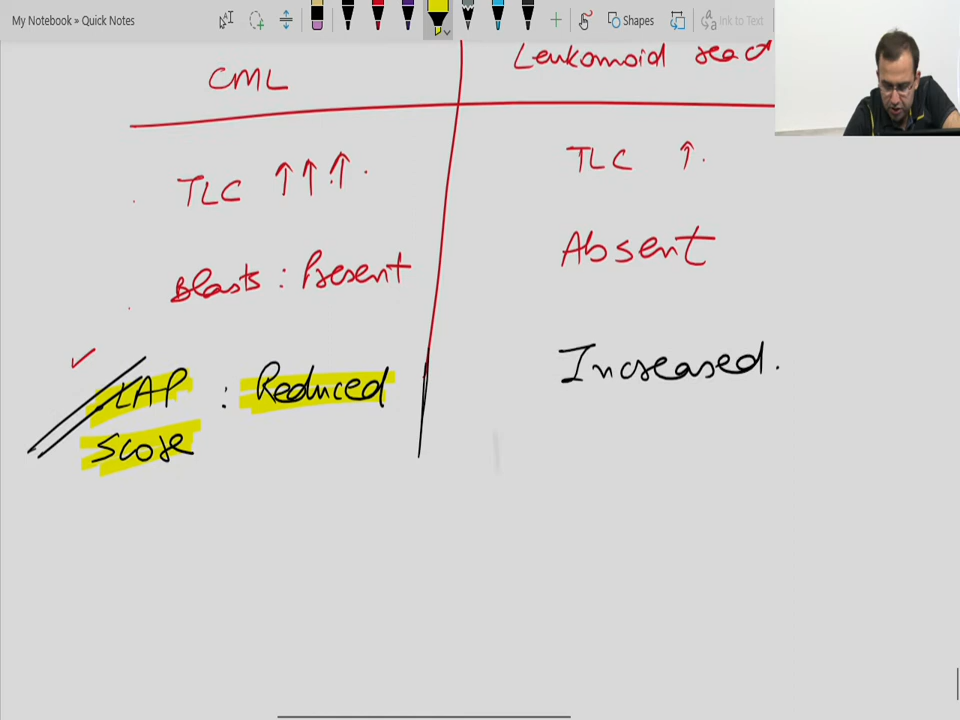 My Notebook » Quick Notes
Shapes
Ink to Text
CML
Leukomoid react
TLC ↑↑↑.
TLC ↑.
Blasts : Present
Absent
LAP : Reduced
Score
Increased.